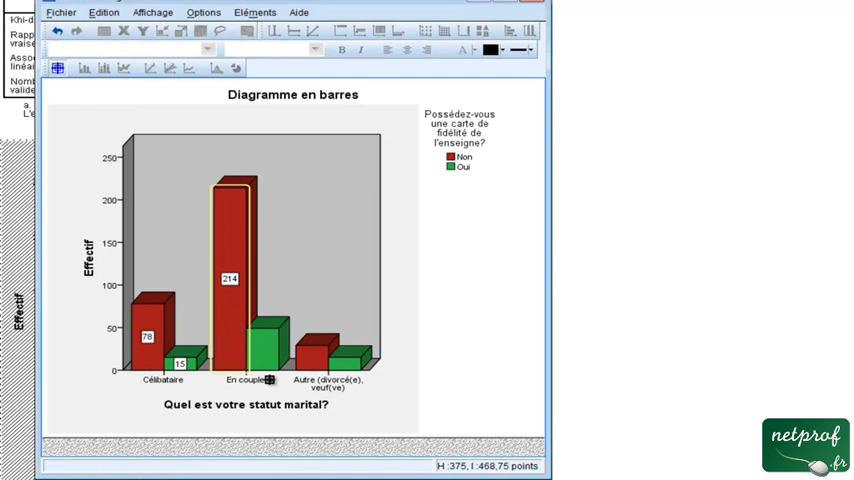 Khi-d
Rapp
vraise
Assoc
linéai
Nomb
valide
a.
L'e
Effectif
Fichier Edition Affichage Options Eléments Aide
B I A
Diagramme en barres
Possédez-vous
une carte de
fidélité de
l'enseigne?
Non
Oui
250
200
150
100
50
0
Effectif
214
78
15
Célibataire
En couple
Autre (divorcé(e),
veuf(ve)
Quel est votre statut marital?
H :375, l :468,75 points
netprof
.fr